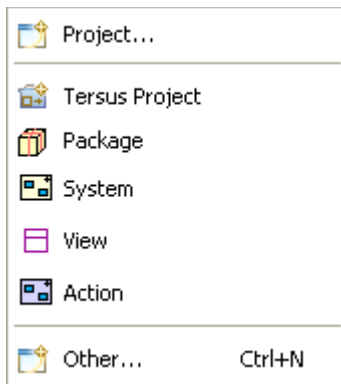 Project...
Tersus Project
Package
System
View
Action
Other... Ctrl+N